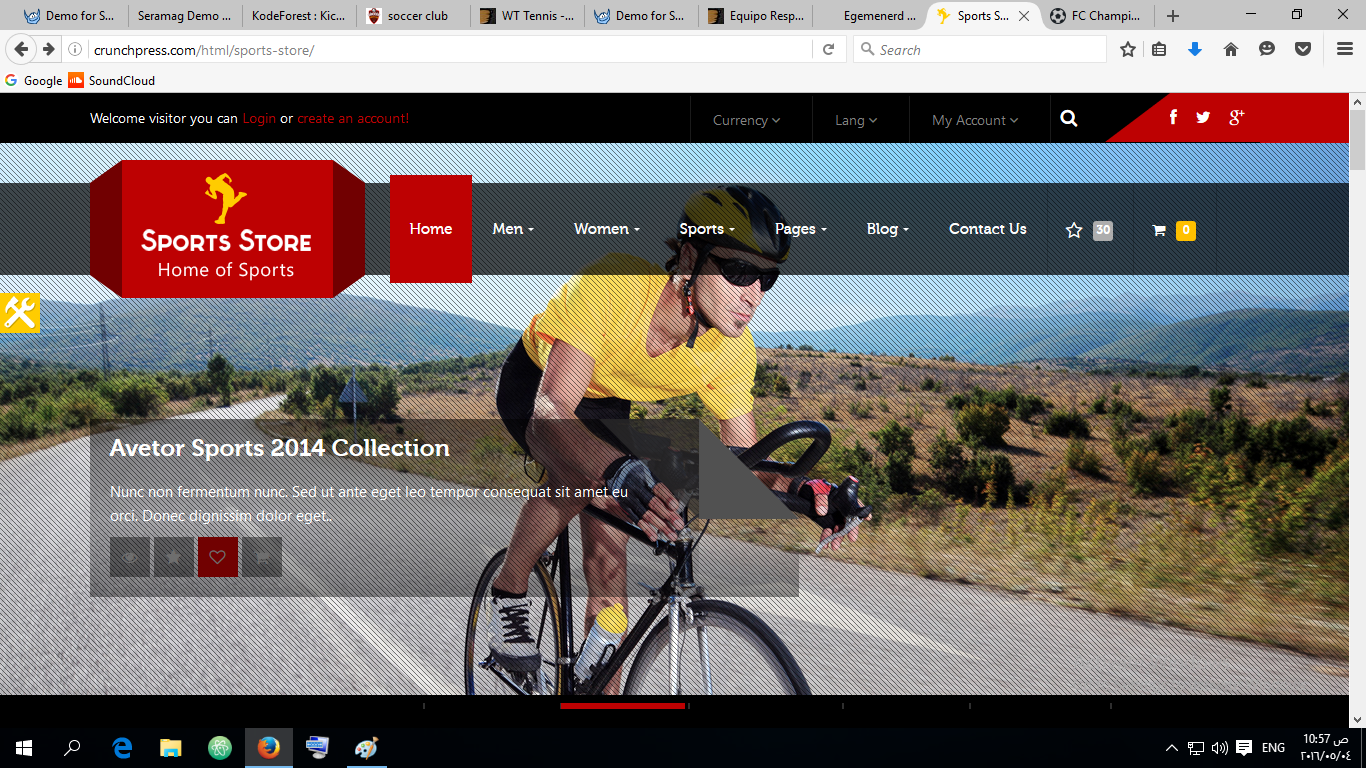 Demo for S... Seramag Demo ... KodeForest : Kic... soccer club WT Tennis -... Demo for S... Equipo Resp... Egemenerd ... Sports S... FC Champi...
crunchpress.com/html/sports-store/ Search
Google SoundCloud
Welcome visitor you can Login or create an account! Currency Lang My Account
SPORTS STORE
Home of Sports
Home Men Women Sports Pages Blog Contact Us 30 0
Avetor Sports 2014 Collection
Nunc non fermentum nunc. Sed ut ante eget leo tempor consequat sit amet eu
orci. Donec dignissim dolor eget..
ENG
10:57 ص
٢٠١٦/٠٥/٠٤